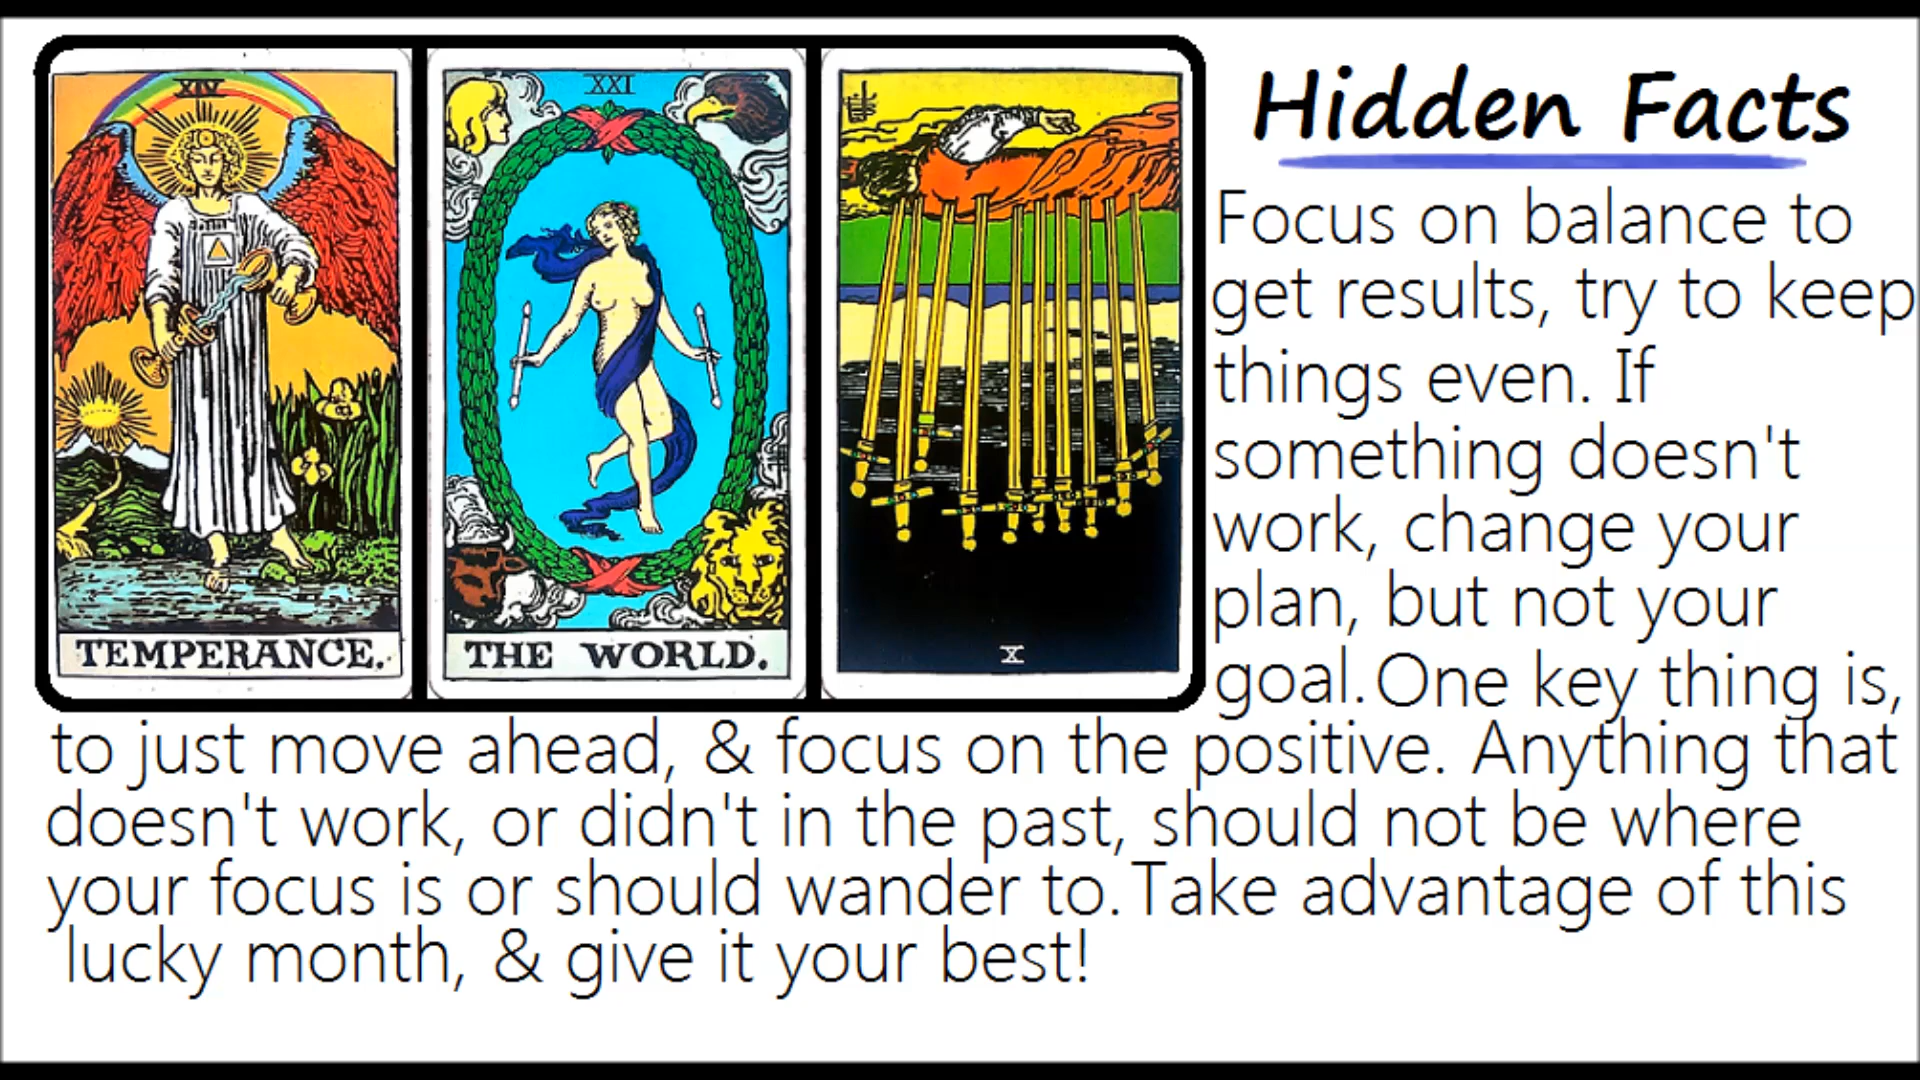 XIV
TEMPERANCE.
XXI
THE WORLD.
X
Hidden Facts
Focus on balance to
get results, try to keep
things even. If
something doesn't
work, change your
plan, but not your
goal. One key thing is,
to just move ahead, & focus on the positive. Anything that
doesn't work, or didn't in the past, should not be where
your focus is or should wander to. Take advantage of this
lucky month, & give it your best!